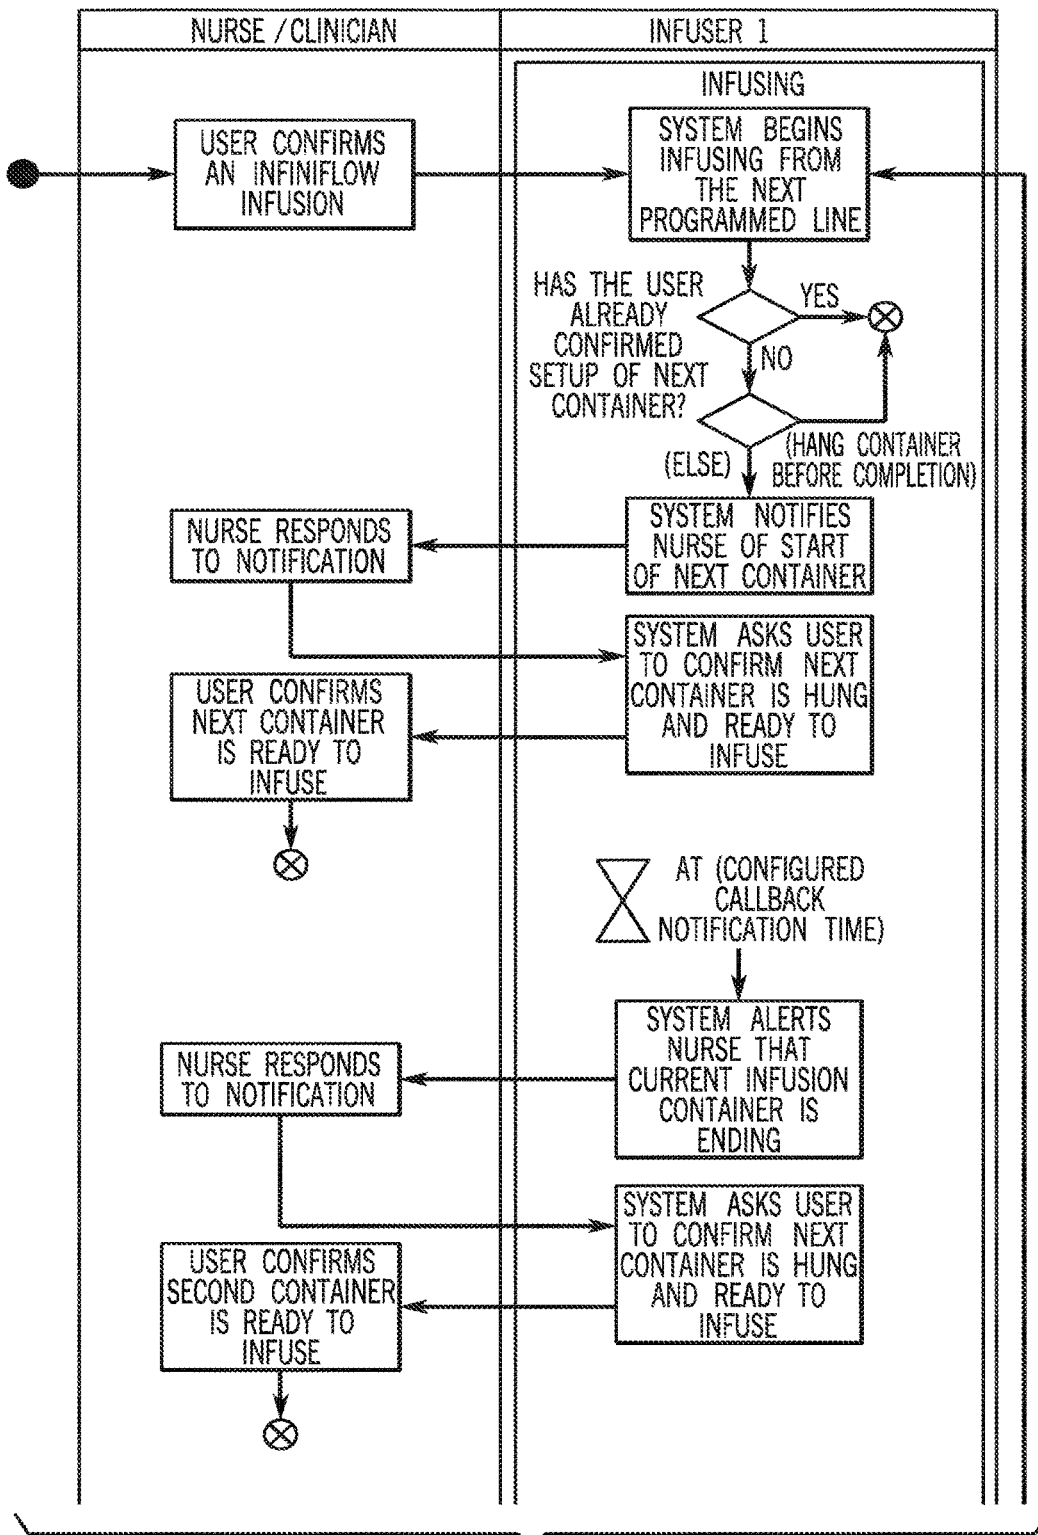 NURSE / CLINICIAN
INFUSER 1
INFUSING
USER CONFIRMS
AN INFINIFLOW
INFUSION
SYSTEM BEGINS
INFUSING FROM
THE NEXT
PROGRAMMED LINE
HAS THE USER
ALREADY
CONFIRMED
SETUP OF NEXT
CONTAINER?
YES
NO
(ELSE)
(HANG CONTAINER
BEFORE COMPLETION)
SYSTEM NOTIFIES
NURSE OF START
OF NEXT CONTAINER
NURSE RESPONDS
TO NOTIFICATION
SYSTEM ASKS USER
TO CONFIRM NEXT
CONTAINER IS HUNG
AND READY TO
INFUSE
USER CONFIRMS
NEXT CONTAINER
IS READY TO
INFUSE
AT (CONFIGURED
CALLBACK
NOTIFICATION TIME)
SYSTEM ALERTS
NURSE THAT
CURRENT INFUSION
CONTAINER IS
ENDING
NURSE RESPONDS
TO NOTIFICATION
SYSTEM ASKS USER
TO CONFIRM NEXT
CONTAINER IS HUNG
AND READY TO
INFUSE
USER CONFIRMS
SECOND CONTAINER
IS READY TO
INFUSE